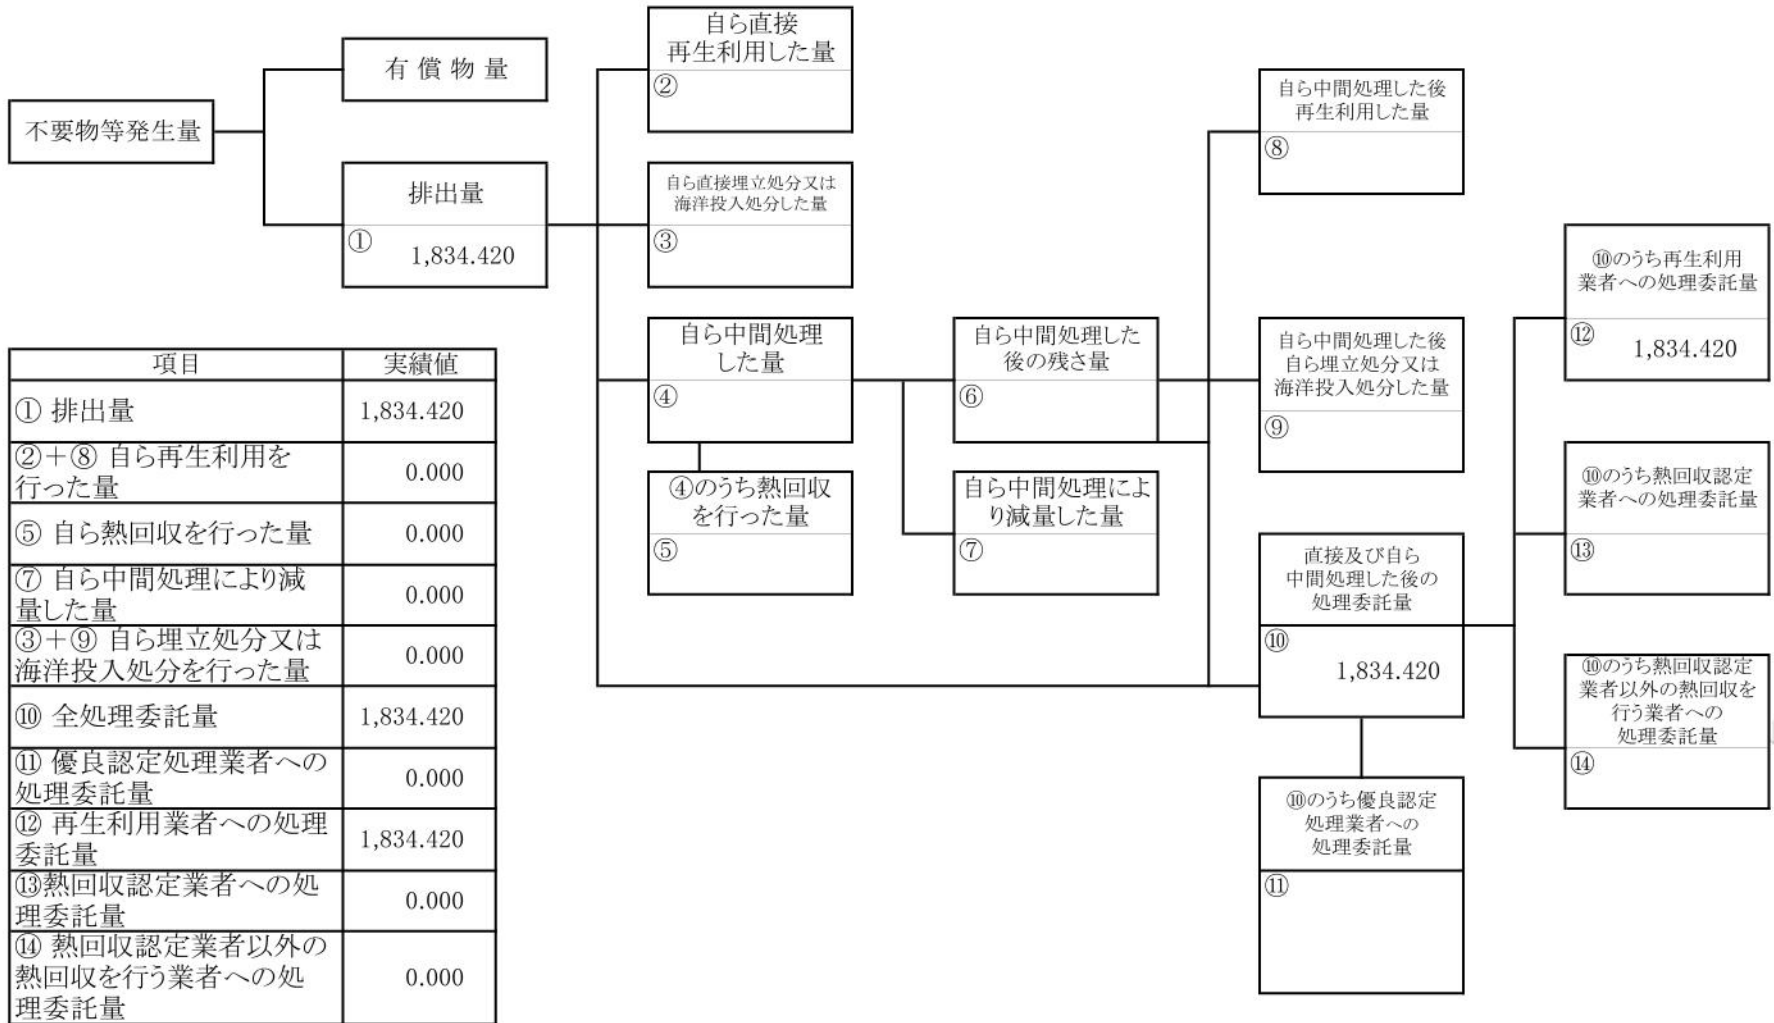 不要物等発生量
有償物量
排出量
①
1,834.420
自ら直接
再生利用した量
②
自ら直接埋立処分又は
海洋投入処分した量
③
自ら中間処理
した量
④
④のうち熱回収
を行った量
⑤
自ら中間処理した
後の残さ量
⑥
自ら中間処理によ
り減量した量
⑦
自ら中間処理した後
再生利用した量
⑧
自ら中間処理した後
自ら埋立処分又は
海洋投入処分した量
⑨
直接及び自ら
中間処理した後の
処理委託量
⑩
1,834.420
⑩のうち優良認定
処理業者への
処理委託量
⑪
⑩のうち再生利用
業者への処理委託量
⑫
1,834.420
⑩のうち熱回収認定
業者への処理委託量
⑬
⑩のうち熱回収認定
業者以外の熱回収を
行う業者への
処理委託量
⑭
項目 実績値
① 排出量 1,834.420
②＋⑧ 自ら再生利用を
行った量 0.000
⑤ 自ら熱回収を行った量 0.000
⑦ 自ら中間処理により減
量した量 0.000
③＋⑨ 自ら埋立処分又は
海洋投入処分を行った量 0.000
⑩ 全処理委託量 1,834.420
⑪ 優良認定処理業者への
処理委託量 0.000
⑫ 再生利用業者への処理
委託量 1,834.420
⑬熱回収認定業者への処
理委託量 0.000
⑭ 熱回収認定業者以外の
熱回収を行う業者への処
理委託量 0.000